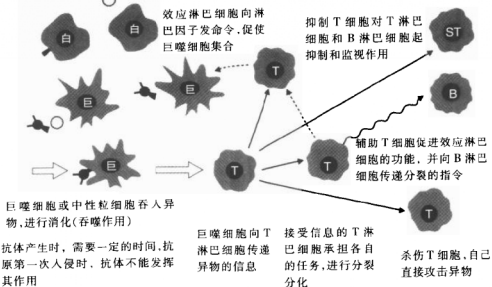 效应淋巴细胞向淋
巴因子发命令,促使
巨噬细胞集合
抑制 T 细胞对 T 淋巴
细胞和 B 淋巴细胞起
抑制和监视作用
白
白
巨
巨
巨
T
T
T
ST
B
T
辅助 T 细胞促进效应淋巴
细胞的功能，并向 B 淋巴
细胞传递分裂的指令
巨噬细胞或中性粒细胞吞入异
物,进行消化(吞噬作用)
抗体产生时，需要一定的时间,抗
原第一次入侵时，抗体不能发挥
其作用
巨噬细胞向 T
淋巴细胞传递
异物的信息
接受信息的 T 淋
巴细胞承担各自
的任务,进行分裂
分化
杀伤 T 细胞,自己
直接攻击异物